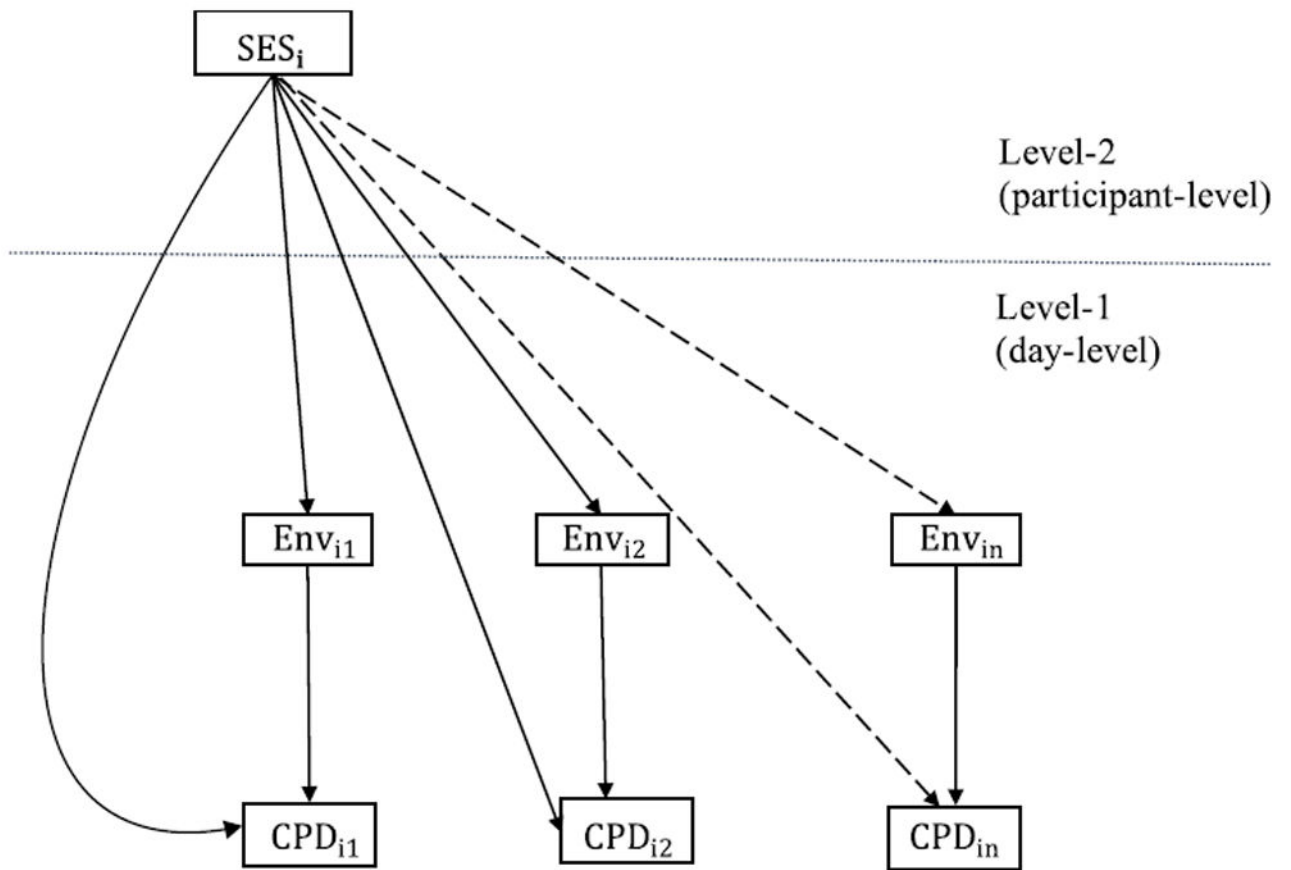 SESᵢ
Level-2
(participant-level)
Level-1
(day-level)
Envᵢ₁
Envᵢ₂
Envᵢₙ
CPDᵢ₁
CPDᵢ₂
CPDᵢₙ